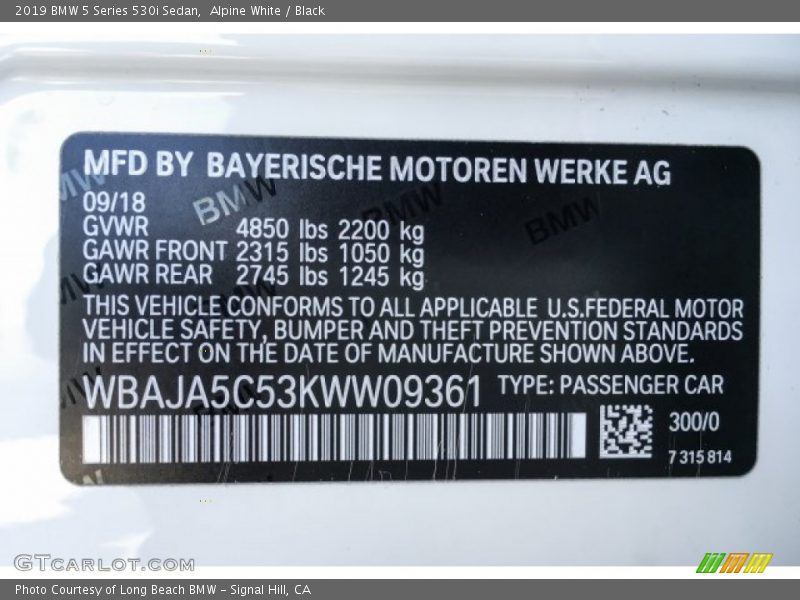 2019 BMW 5 Series 530i Sedan, Alpine White / Black
MFD BY BAYERISCHE MOTOREN WERKE AG
09/18
GVWR 4850 lbs 2200 kg
GAWR FRONT 2315 lbs 1050 kg
GAWR REAR 2745 lbs 1245 kg
THIS VEHICLE CONFORMS TO ALL APPLICABLE U.S.FEDERAL MOTOR
VEHICLE SAFETY, BUMPER AND THEFT PREVENTION STANDARDS
IN EFFECT ON THE DATE OF MANUFACTURE SHOWN ABOVE.
WBAJA5C53KWW09361 TYPE: PASSENGER CAR
300/0
7 315 814
BMW
BMW
BMW
GTCARLOT.COM
Photo Courtesy of Long Beach BMW – Signal Hill, CA